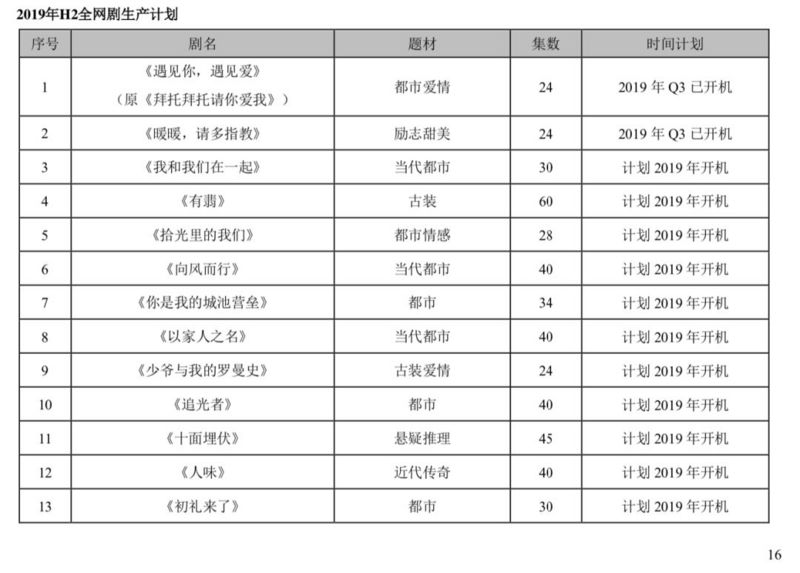 2019年H2全网剧生产计划
序号 剧名 题材 集数 时间计划
1 《遇见你，遇见爱》（原《拜托拜托请你爱我》） 都市爱情 24 2019 年 Q3 已开机
2 《暖暖，请多指教》 励志甜美 24 2019 年 Q3 已开机
3 《我和我们在一起》 当代都市 30 计划 2019 年开机
4 《有翡》 古装 60 计划 2019 年开机
5 《拾光里的我们》 都市情感 28 计划 2019 年开机
6 《向风而行》 当代都市 40 计划 2019 年开机
7 《你是我的城池营垒》 都市 34 计划 2019 年开机
8 《以家人之名》 当代都市 40 计划 2019 年开机
9 《少爷与我的罗曼史》 古装爱情 24 计划 2019 年开机
10 《追光者》 都市 40 计划 2019 年开机
11 《十面埋伏》 悬疑推理 45 计划 2019 年开机
12 《人味》 近代传奇 40 计划 2019 年开机
13 《初礼来了》 都市 30 计划 2019 年开机
16